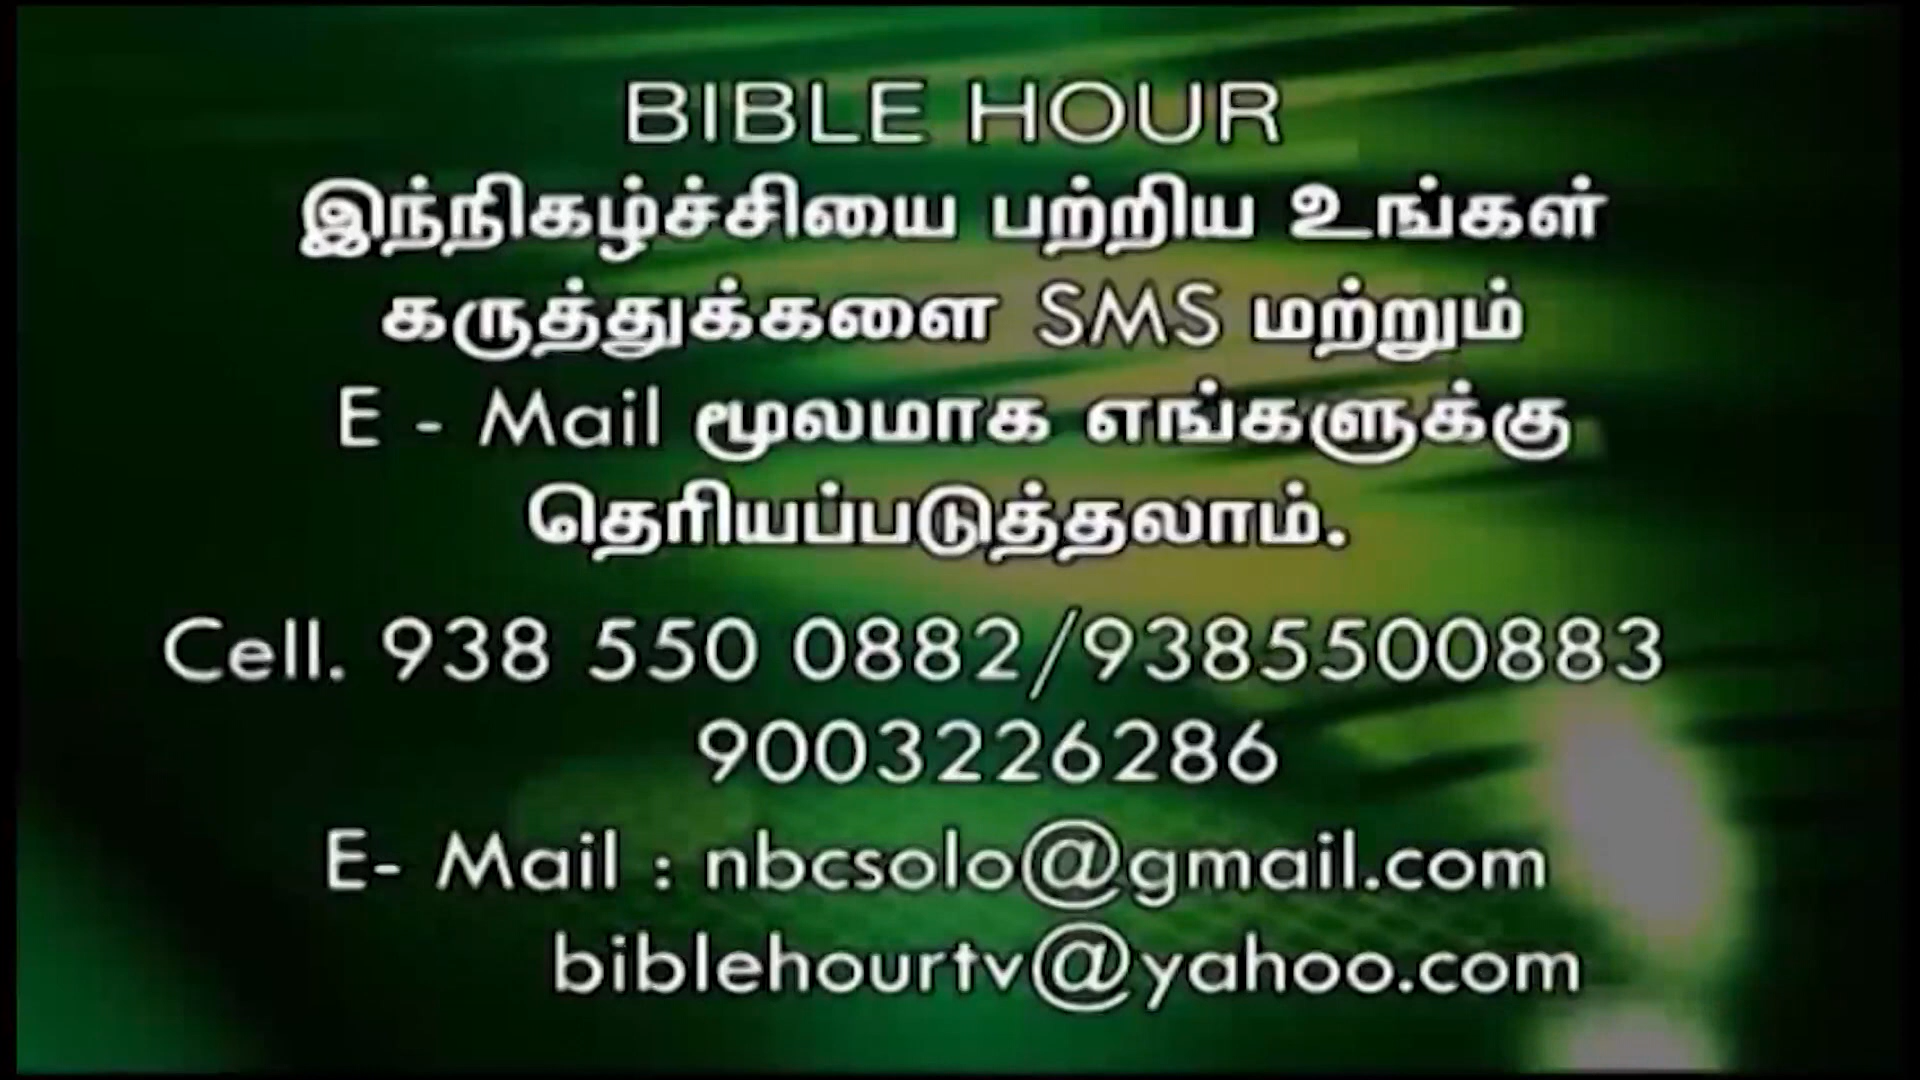 BIBLE HOUR
இந்நிகழ்ச்சியை பற்றிய உங்கள்
கருத்துக்களை SMS மற்றும்
E - Mail மூலமாக எங்களுக்கு
தெரியப்படுத்தலாம்.
Cell. 938 550 0882/9385500883
9003226286
E- Mail : nbcsolo@gmail.com
biblehourtv@yahoo.com